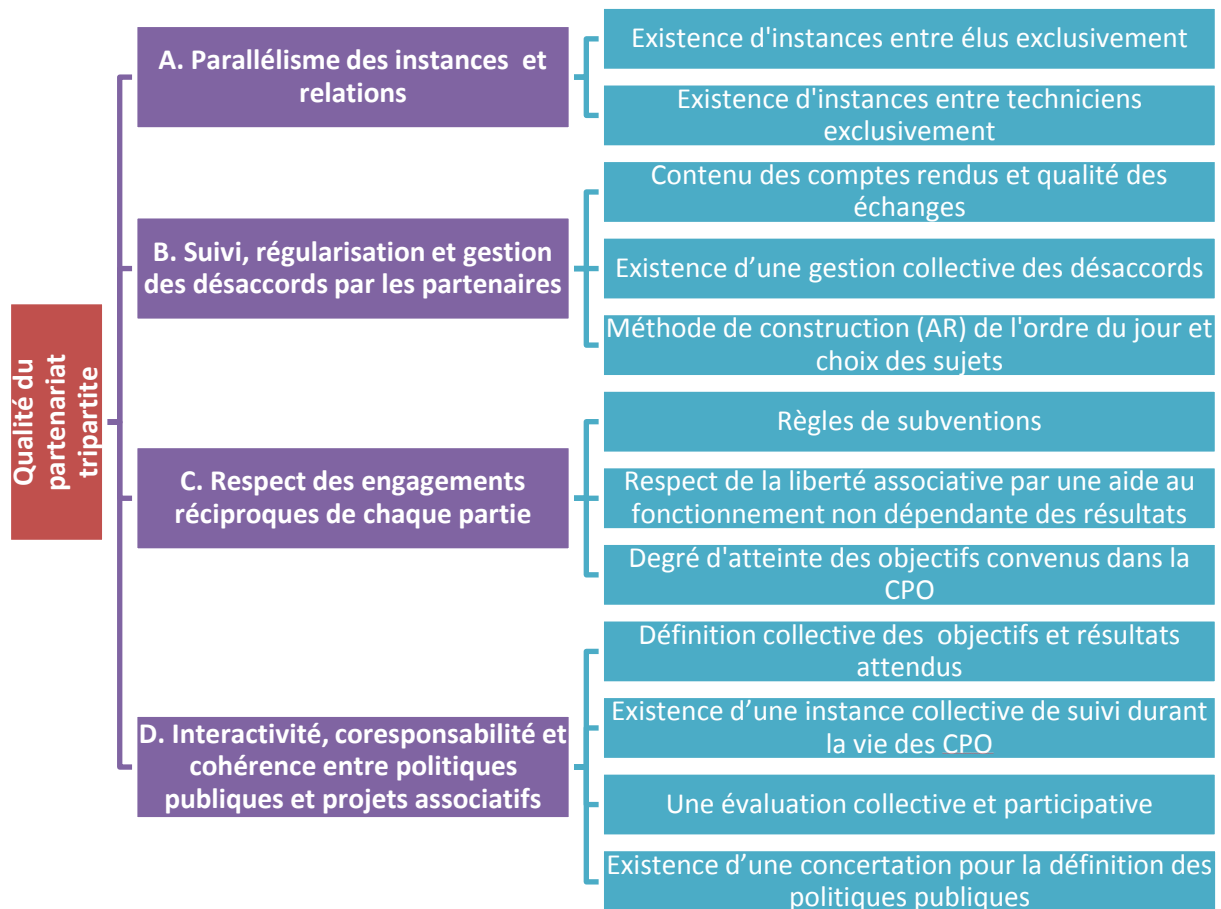 Qualité du
partenariat
tripartite
A. Parallélisme des instances et
relations
Existence d'instances entre élus exclusivement
Existence d'instances entre techniciens
exclusivement
B. Suivi, régularisation et gestion
des désaccords par les partenaires
Contenu des comptes rendus et qualité des
échanges
Existence d’une gestion collective des désaccords
Méthode de construction (AR) de l'ordre du jour et
choix des sujets
C. Respect des engagements
réciproques de chaque partie
Règles de subventions
Respect de la liberté associative par une aide au
fonctionnement non dépendante des résultats
Degré d'atteinte des objectifs convenus dans la
CPO
D. Interactivité, coresponsabilité et
cohérence entre politiques
publiques et projets associatifs
Définition collective des objectifs et résultats
attendus
Existence d’une instance collective de suivi durant
la vie des CPO
Une évaluation collective et participative
Existence d’une concertation pour la définition des
politiques publiques